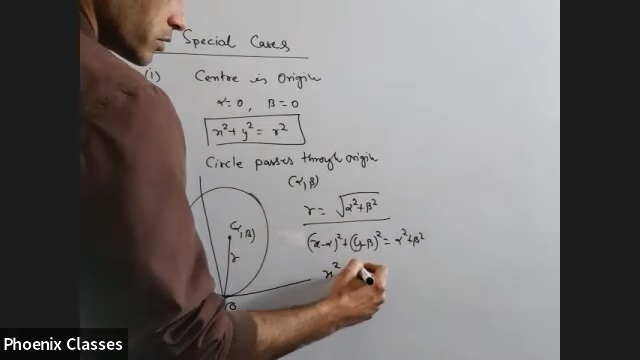 Special Cases
(i) Centre is Origin
α=0, β=0
x²+y²=r²
Circle passes through origin
(α,β)
r=√α²+β²
(x-α)²+(y-β)²=α²+β²
x²
(α,β)
r
O
Phoenix Classes